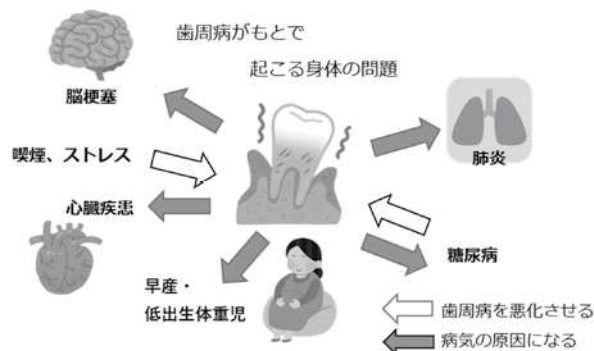 歯周病がもとで
起こる身体の問題
脳梗塞
肺炎
喫煙、ストレス
心臓疾患
糖尿病
早産・
低出生体重児
歯周病を悪化させる
病気の原因になる